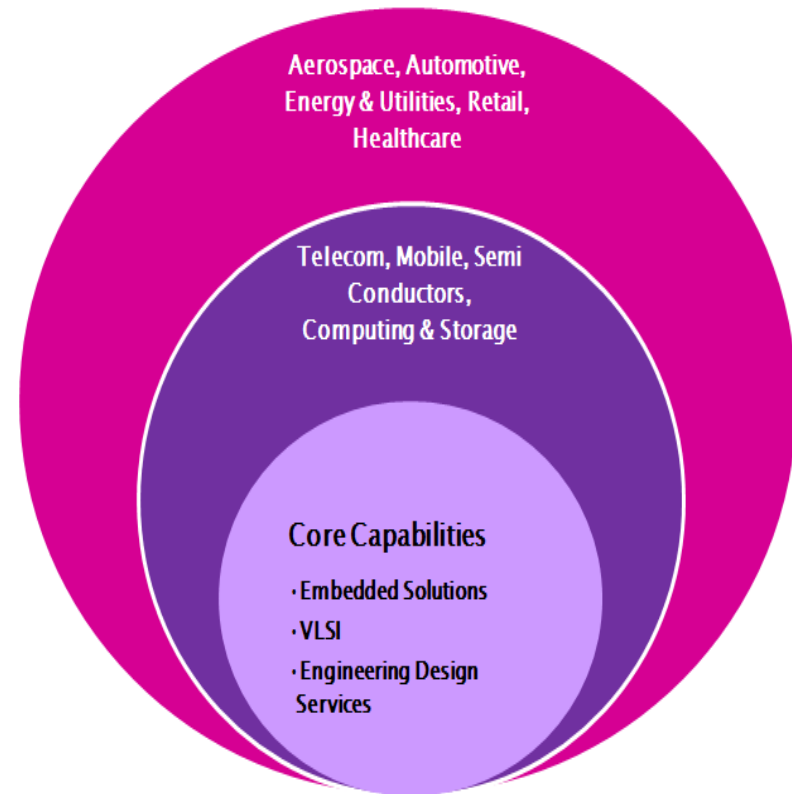 Aerospace, Automotive,
Energy & Utilities, Retail,
Healthcare
Telecom, Mobile, Semi
Conductors,
Computing & Storage
Core Capabilities
· Embedded Solutions
· VLSI
· Engineering Design
Services